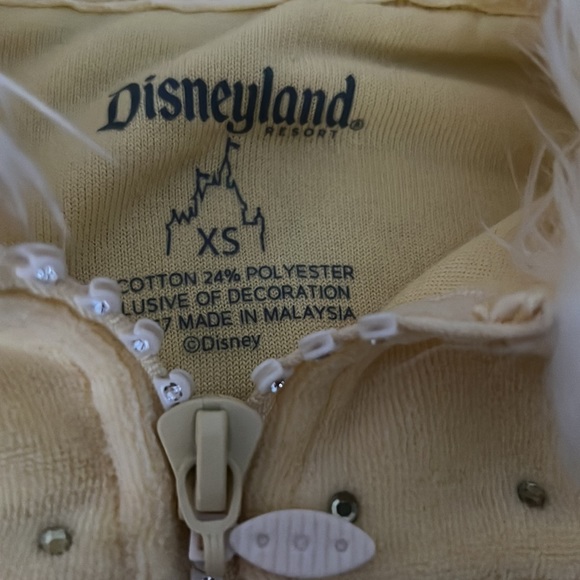 Disneyland®
RESORT
XS
COTTON 24% POLYESTER
LUSIVE OF DECORATION
7 MADE IN MALAYSIA
©Disney